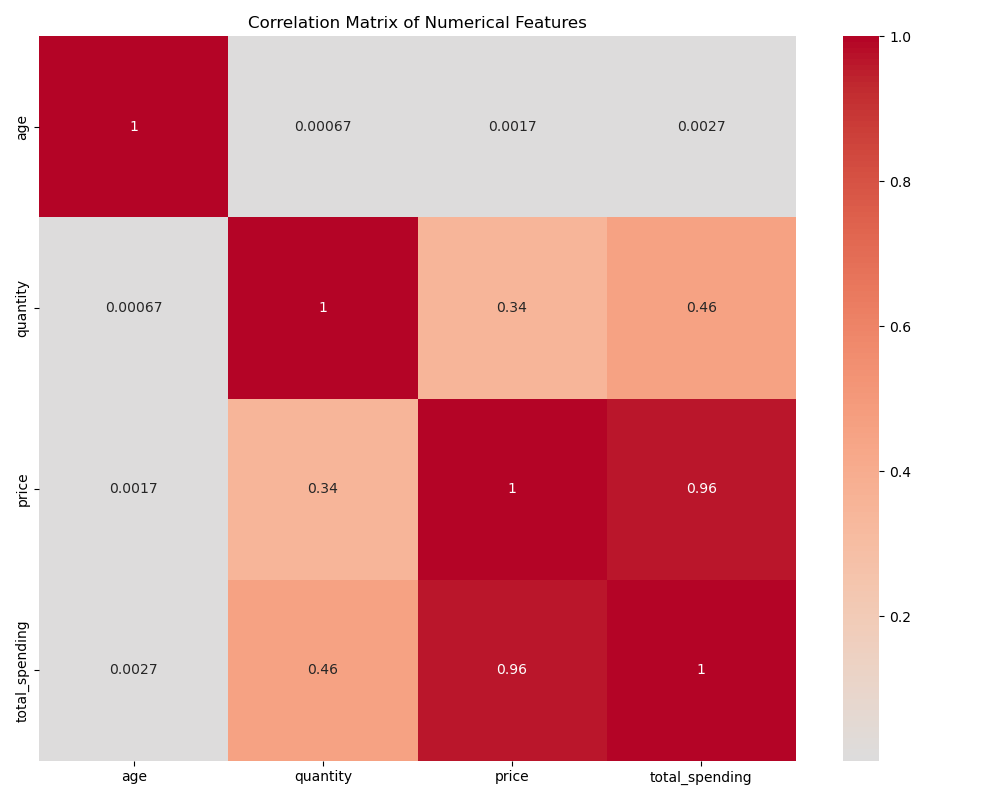 Correlation Matrix of Numerical Features
age
1
0.00067
0.0017
0.0027
quantity
0.00067
1
0.34
0.46
price
0.0017
0.34
1
0.96
total_spending
0.0027
0.46
0.96
1
age
quantity
price
total_spending
1.0
0.8
0.6
0.4
0.2